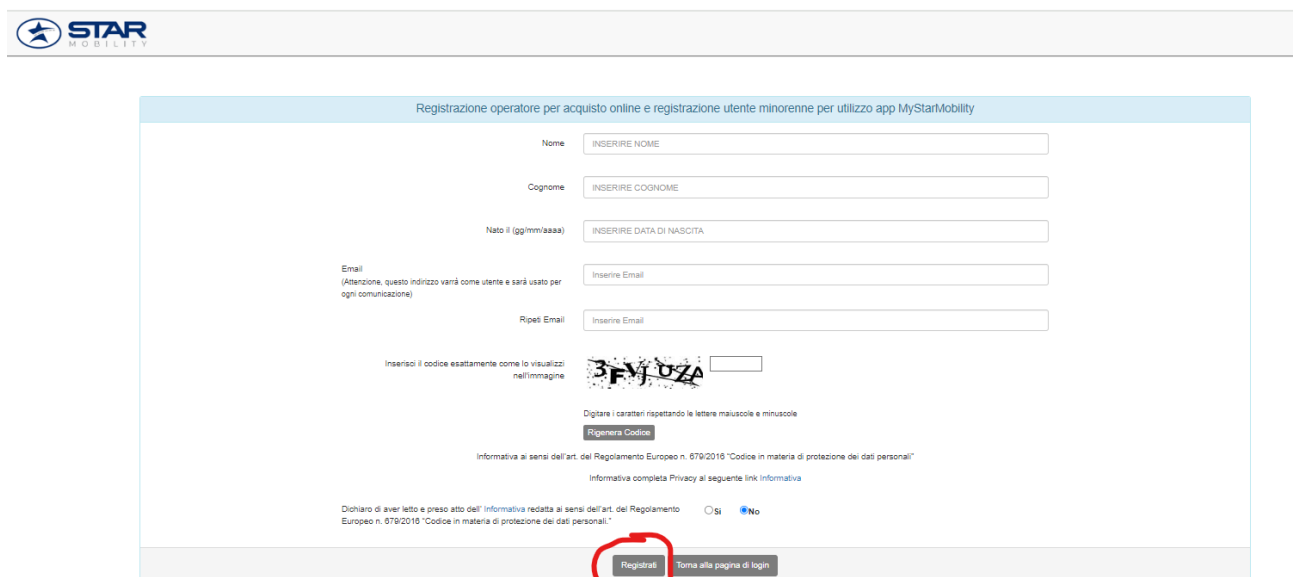 STAR
MOBILITY
Registrazione operatore per acquisto online e registrazione utente minorenne per utilizzo app MyStarMobility
Nome INSERIRE NOME
Cognome INSERIRE COGNOME
Nato il (gg/mm/aaaa) INSERIRE DATA DI NASCITA
Email
(Attenzione, questo indirizzo varrá come utente e sará usato per
ogni comunicazione)
Inserire Email
Ripeti Email Inserire Email
Inserisci il codice esattamente come lo visualizzi
nell'immagine
Digitare i caratteri rispettando le lettere maiuscole e minuscole
Rigenera Codice
Informativa ai sensi dell'art. del Regolamento Europeo n. 679/2016 "Codice in materia di protezione dei dati personali"
Informativa completa Privacy al seguente link Informativa
Dichiaro di aver letto e preso atto dell' Informativa redatta ai sensi dell'art. del Regolamento
Europeo n. 679/2016 "Codice in materia di protezione dei dati personali."
Si No
Registrati Torna alla pagina di login